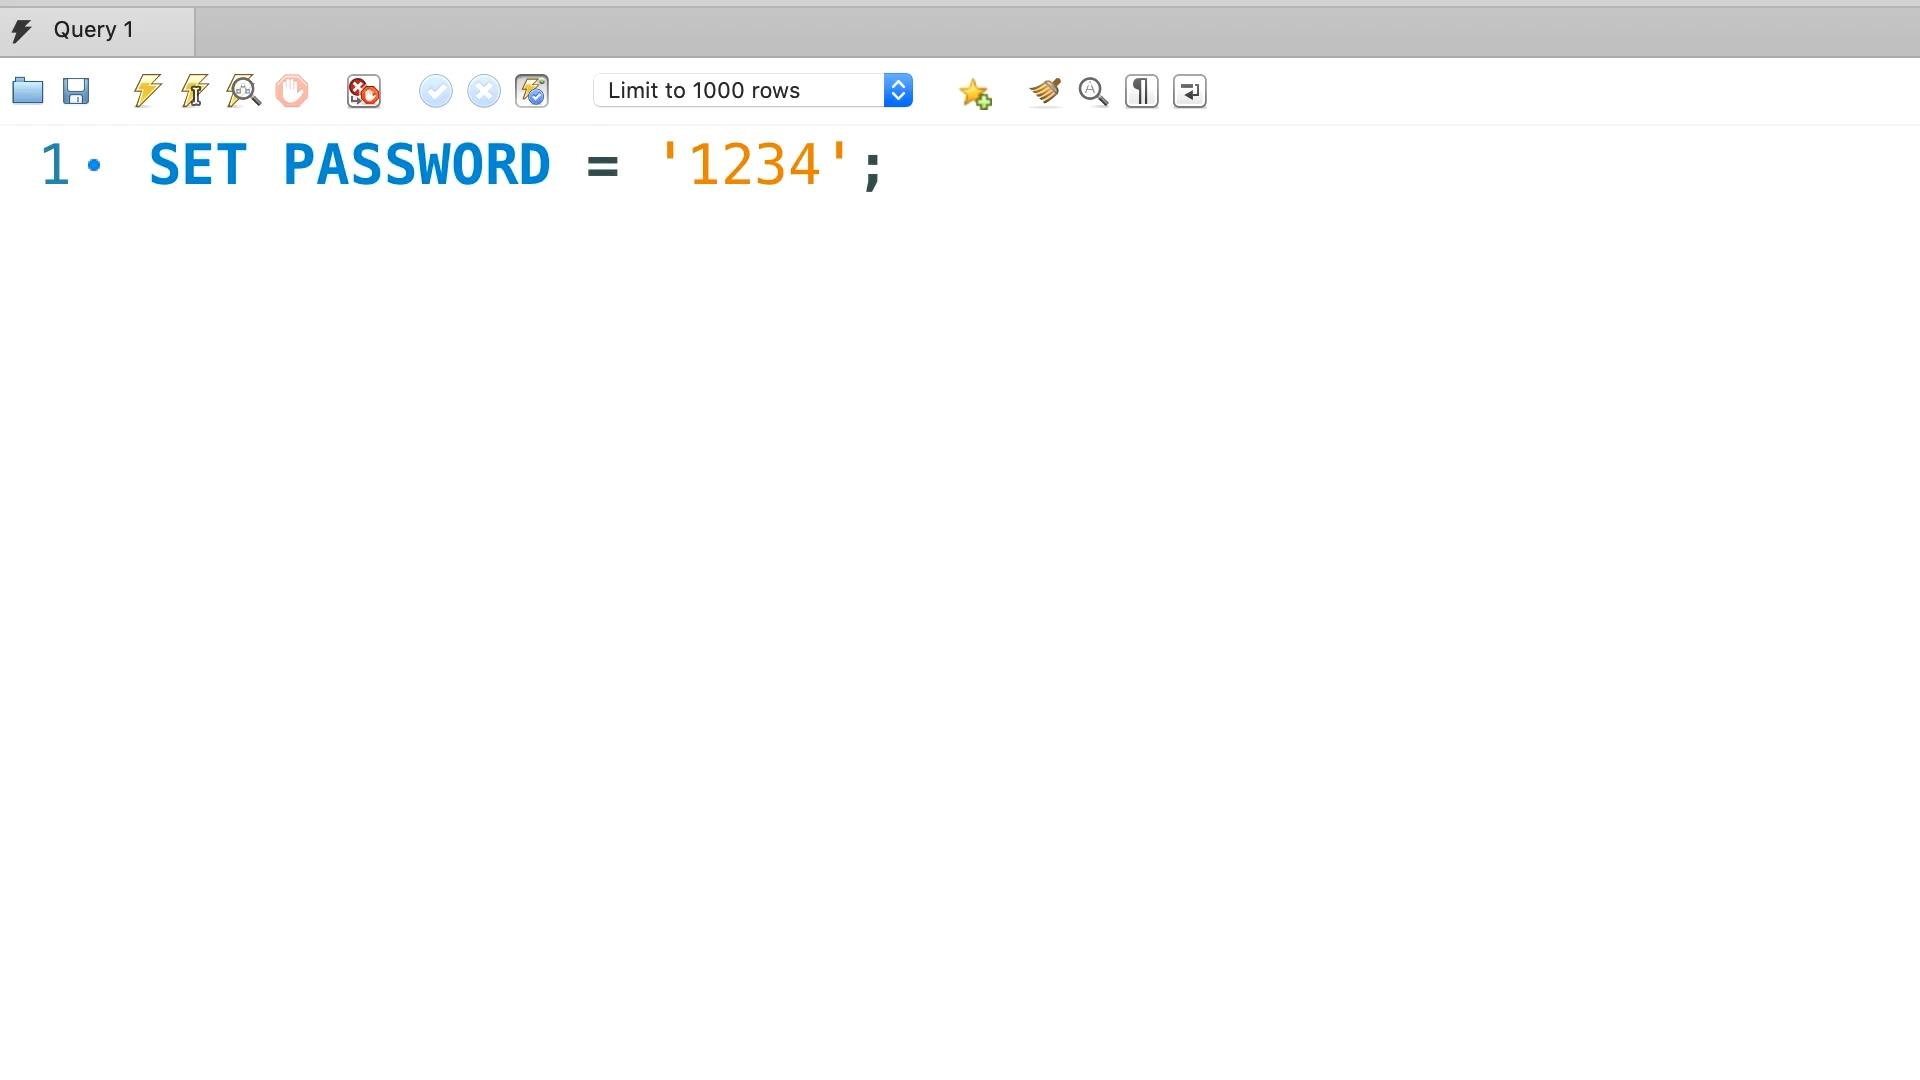 Query 1
Limit to 1000 rows
1 SET PASSWORD = '1234';